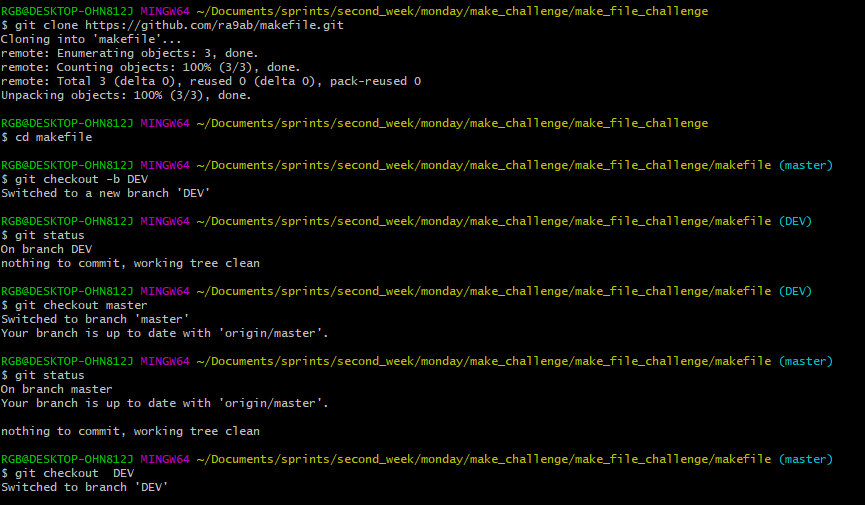 RGB@DESKTOP-OHN812J MINGW64 ~/Documents/sprints/second_week/monday/make_challenge/make_file_challenge
$ git clone https://github.com/ra9ab/makefile.git
Cloning into 'makefile'...
remote: Enumerating objects: 3, done.
remote: Counting objects: 100% (3/3), done.
remote: Total 3 (delta 0), reused 0 (delta 0), pack-reused 0
Unpacking objects: 100% (3/3), done.
RGB@DESKTOP-OHN812J MINGW64 ~/Documents/sprints/second_week/monday/make_challenge/make_file_challenge
$ cd makefile
RGB@DESKTOP-OHN812J MINGW64 ~/Documents/sprints/second_week/monday/make_challenge/make_file_challenge/makefile (master)
$ git checkout -b DEV
Switched to a new branch 'DEV'
RGB@DESKTOP-OHN812J MINGW64 ~/Documents/sprints/second_week/monday/make_challenge/make_file_challenge/makefile (DEV)
$ git status
On branch DEV
nothing to commit, working tree clean
RGB@DESKTOP-OHN812J MINGW64 ~/Documents/sprints/second_week/monday/make_challenge/make_file_challenge/makefile (DEV)
$ git checkout master
Switched to branch 'master'
Your branch is up to date with 'origin/master'.
RGB@DESKTOP-OHN812J MINGW64 ~/Documents/sprints/second_week/monday/make_challenge/make_file_challenge/makefile (master)
$ git status
On branch master
Your branch is up to date with 'origin/master'.
nothing to commit, working tree clean
RGB@DESKTOP-OHN812J MINGW64 ~/Documents/sprints/second_week/monday/make_challenge/make_file_challenge/makefile (master)
$ git checkout  DEV
Switched to branch 'DEV'